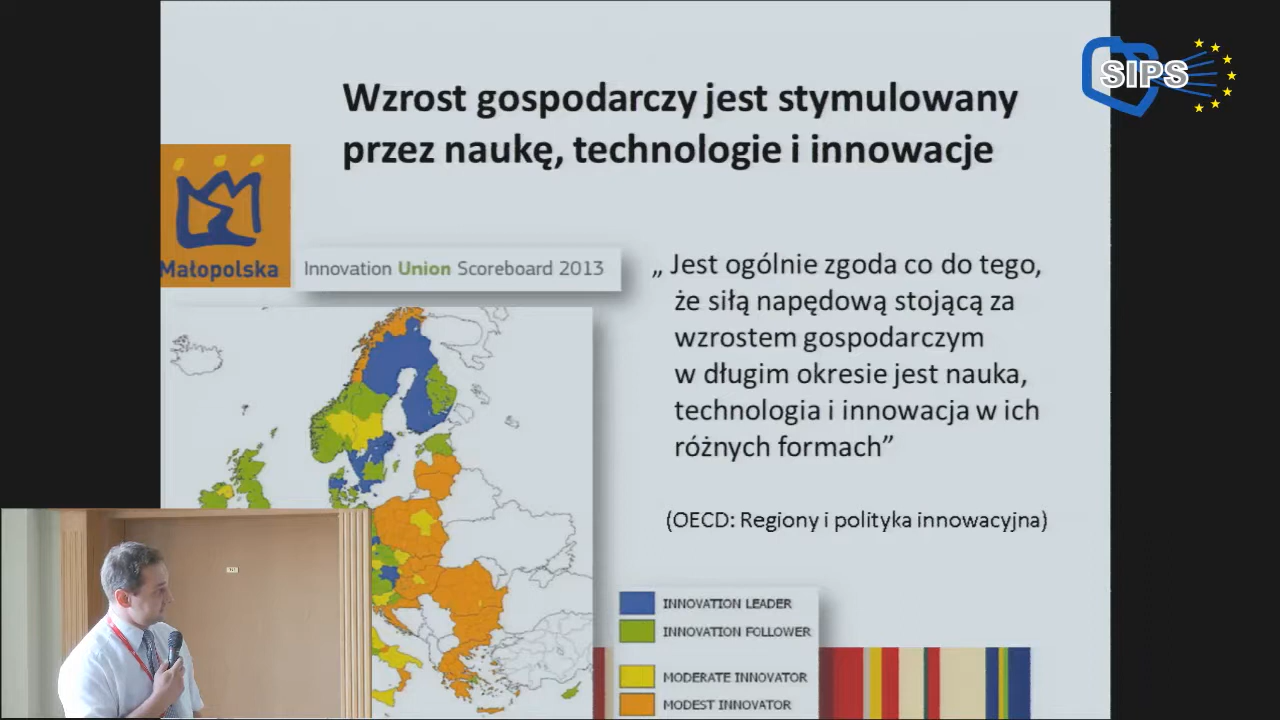 SIPS
Wzrost gospodarczy jest stymulowany
przez naukę, technologie i innowacje
Małopolska
Innovation Union Scoreboard 2013
„ Jest ogólnie zgoda co do tego,
że siłą napędową stojącą za
wzrostem gospodarczym
w długim okresie jest nauka,
technologia i innowacja w ich
różnych formach”
(OECD: Regiony i polityka innowacyjna)
INNOVATION LEADER
INNOVATION FOLLOWER
MODERATE INNOVATOR
MODEST INNOVATOR